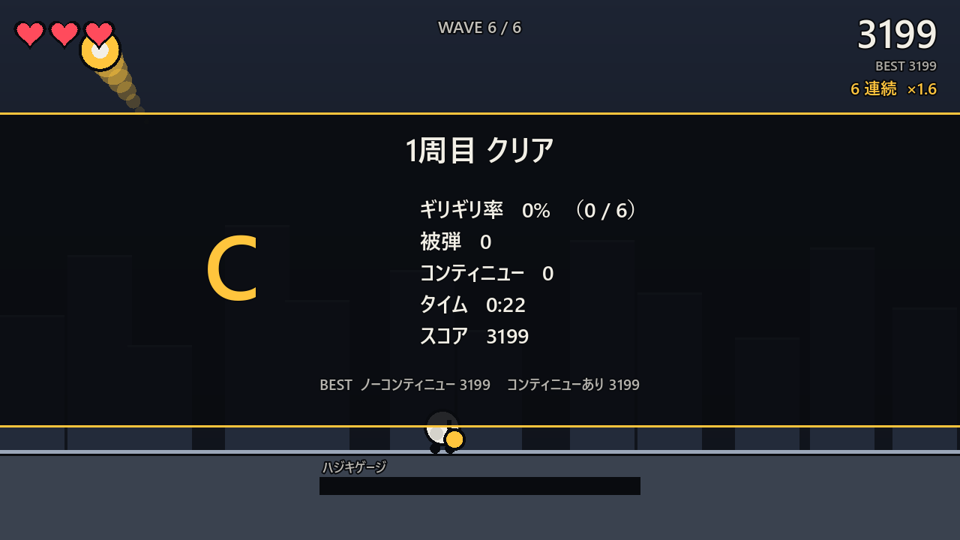 WAVE 6 / 6
3199
BEST 3199
6 連続 ×1.6
1周目 クリア
C
ギリギリ率 0% （0 / 6）
被弾 0
コンティニュー 0
タイム 0:22
スコア 3199
BEST ノーコンティニュー 3199 コンティニューあり 3199
ハジキゲージ